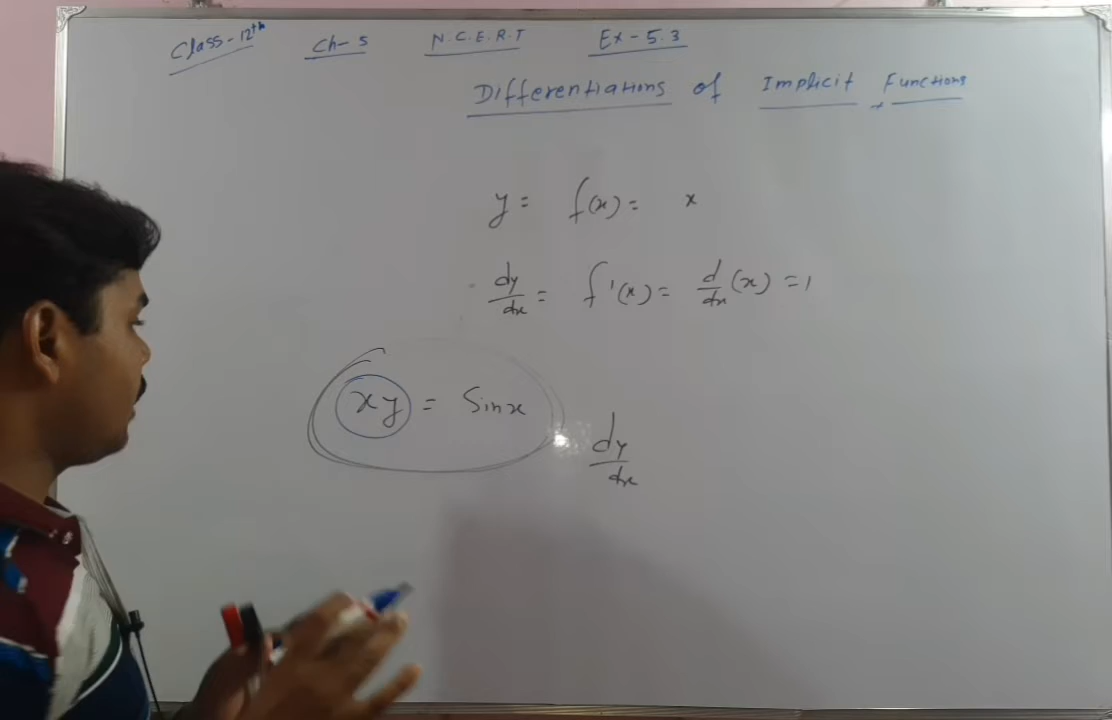 Class-12th Ch-5 N.C.E.R.T Ex-5.3
Differentiations of Implicit Functions
y = f(x) = x
dy/dx = f'(x) = d/dx (x) = 1
xy = Sinx
dy/dx